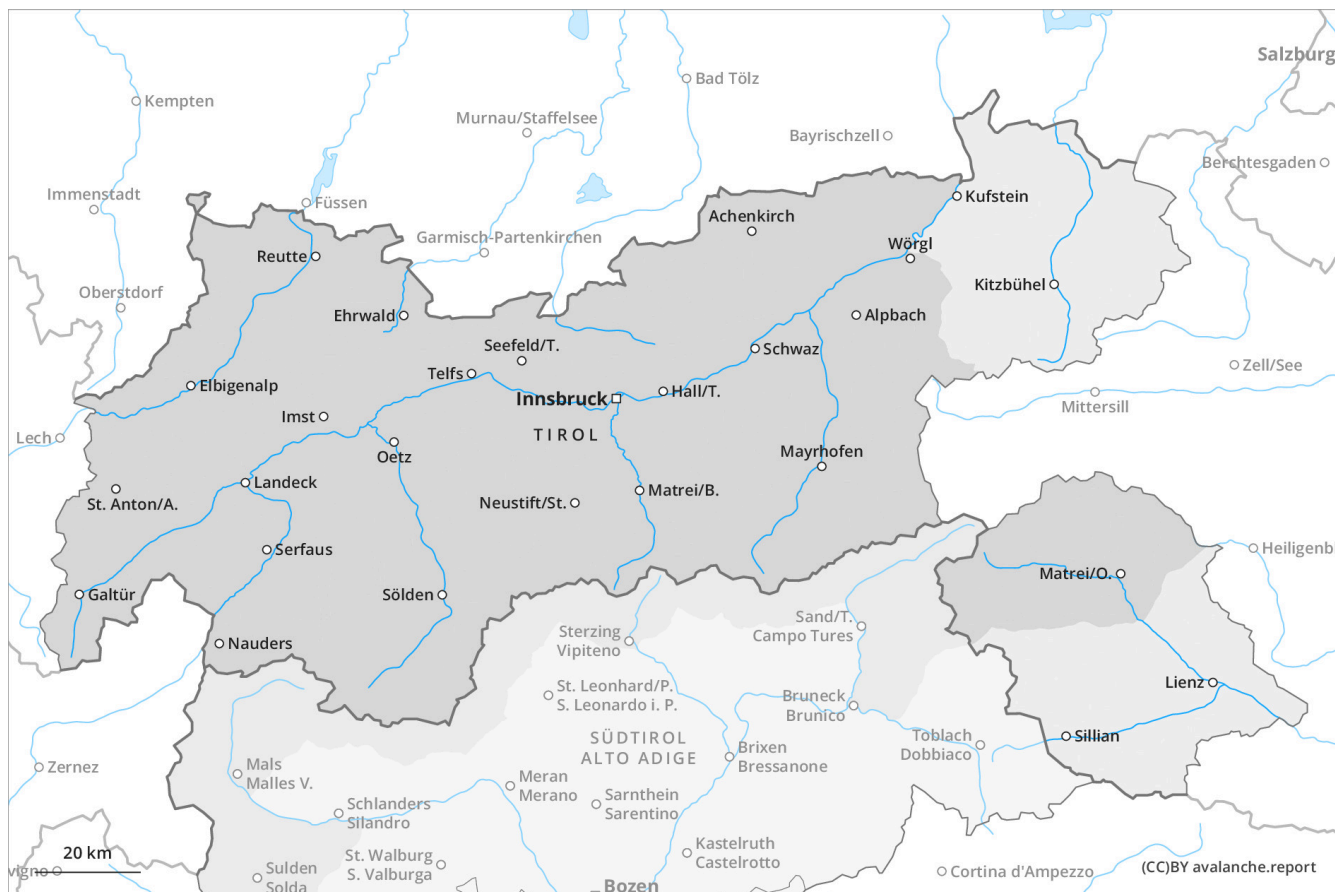 Salzburg
Bad Tölz
Kempten
Murnau/Staffelsee
Bayrischzell
Berchtesgaden
Immenstadt
Füssen
Kufstein
Achenkirch
Garmisch-Partenkirchen
Wörgl
Reutte
Kitzbühel
Oberstdorf
Ehrwald
Alpbach
Seefeld/T.
Schwaz
Zell/See
Telfs
Elbigenalp
Hall/T.
Innsbruck
Mittersill
Imst
Lech
TIROL
Oetz
Mayrhofen
Landeck
St. Anton/A.
Neustift/St.
Matrei/B.
Serfaus
Heiligenb
Matrei/O.
Galtür
Sölden
Sand/T.
Campo Tures
Sterzing
Vipiteno
Nauders
Lienz
St. Leonhard/P.
S. Leonardo i. P.
Bruneck
Brunico
Sillian
SÜDTIROL
ALTO ADIGE
Toblach
Dobbiaco
Brixen
Bressanone
Zernez
Mals
Malles V.
Meran
Merano
Schlanders
Silandro
Sarnthein
Sarentino
Kastelruth
Castelrotto
20 km
St. Walburg
S. Valburga
vigno
Sulden
Solda
Cortina d'Ampezzo
(CC)BY avalanche.report
Bozen